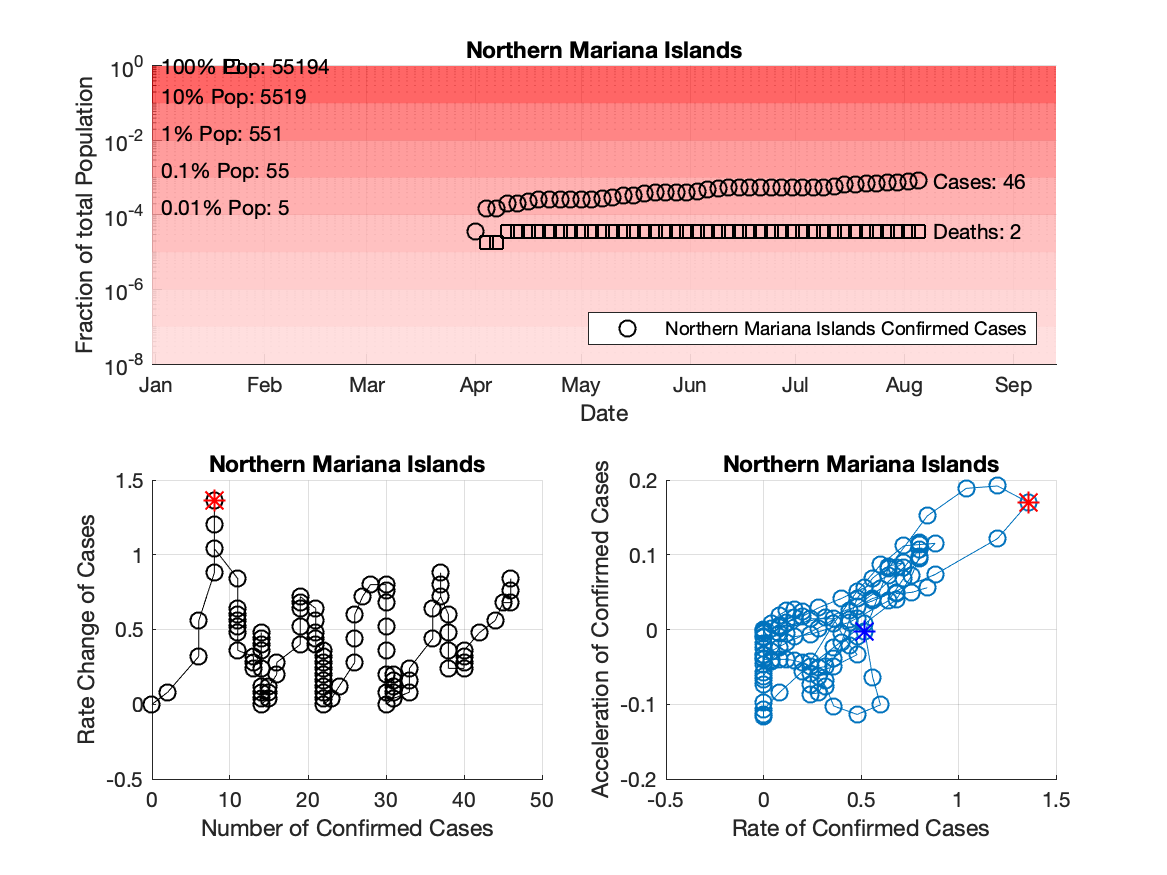 Northern Mariana Islands
Fraction of total Population
10^0
10^-2
10^-4
10^-6
10^-8
100% Pop: 55194
10% Pop: 5519
1% Pop: 551
0.1% Pop: 55
0.01% Pop: 5
Cases: 46
Deaths: 2
Northern Mariana Islands Confirmed Cases
Jan Feb Mar Apr May Jun Jul Aug Sep
Date
Northern Mariana Islands
Rate Change of Cases
1.5
1
0.5
0
-0.5
0 10 20 30 40 50
Number of Confirmed Cases
Northern Mariana Islands
Acceleration of Confirmed Cases
0.2
0.1
0
-0.1
-0.2
-0.5 0 0.5 1 1.5
Rate of Confirmed Cases